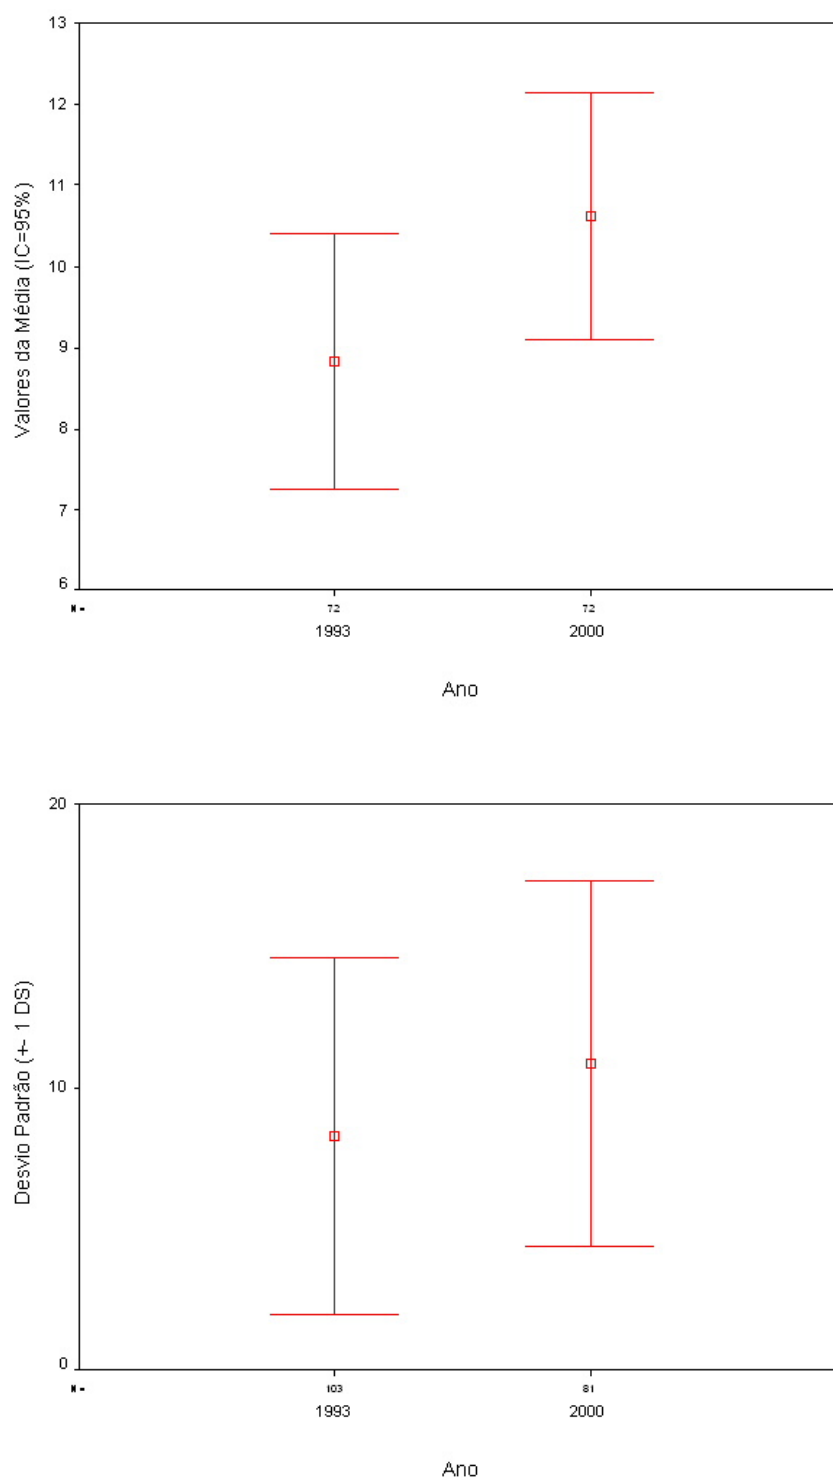 13
12
11
10
9
8
7
6
Valores da Média (IC=95%)
N = 72 72
1993 2000
Ano
20
10
0
Desvio Padrão (+- 1 DS)
N = 103 81
1993 2000
Ano